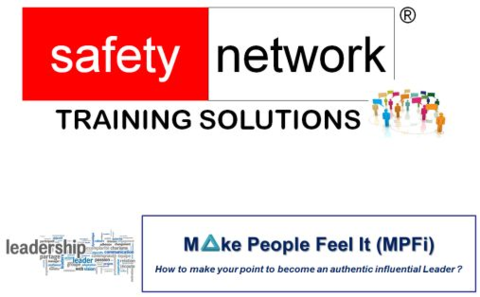 safety network ®
TRAINING SOLUTIONS
leadership
leader
M▲ke People Feel It (MPFi)
How to make your point to become an authentic influential Leader ?